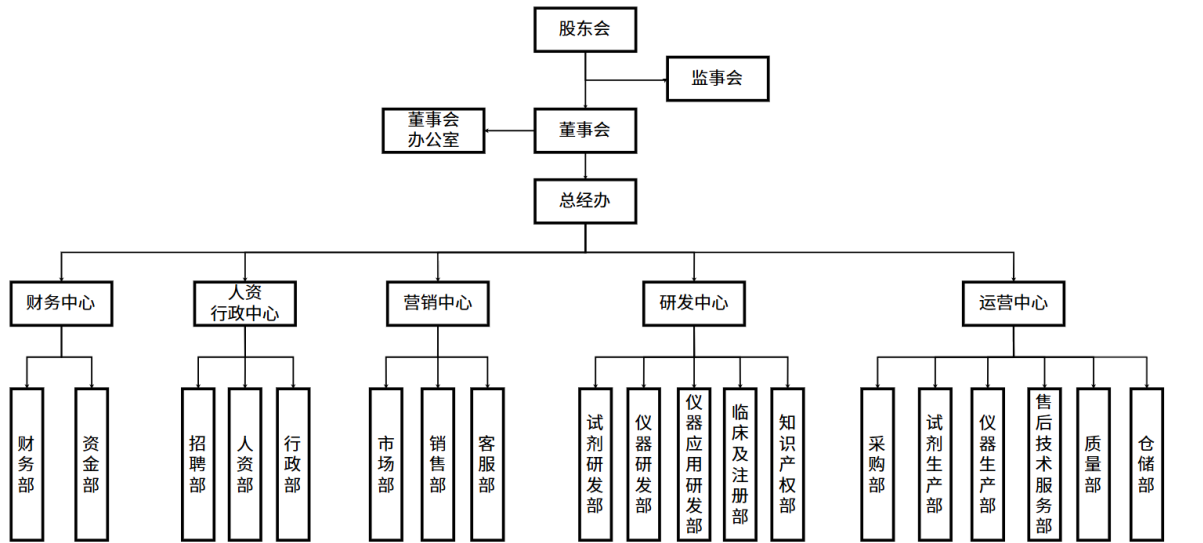 股东会
监事会
董事会
办公室
董事会
总经办
财务中心
人资
行政中心
营销中心
研发中心
运营中心
财务部
资金部
招聘部
人资部
行政部
市场部
销售部
客服部
试剂研发部
仪器研发部
仪器应用研发部
临床及注册部
知识产权部
采购部
试剂生产部
仪器生产部
售后技术服务部
质量部
仓储部